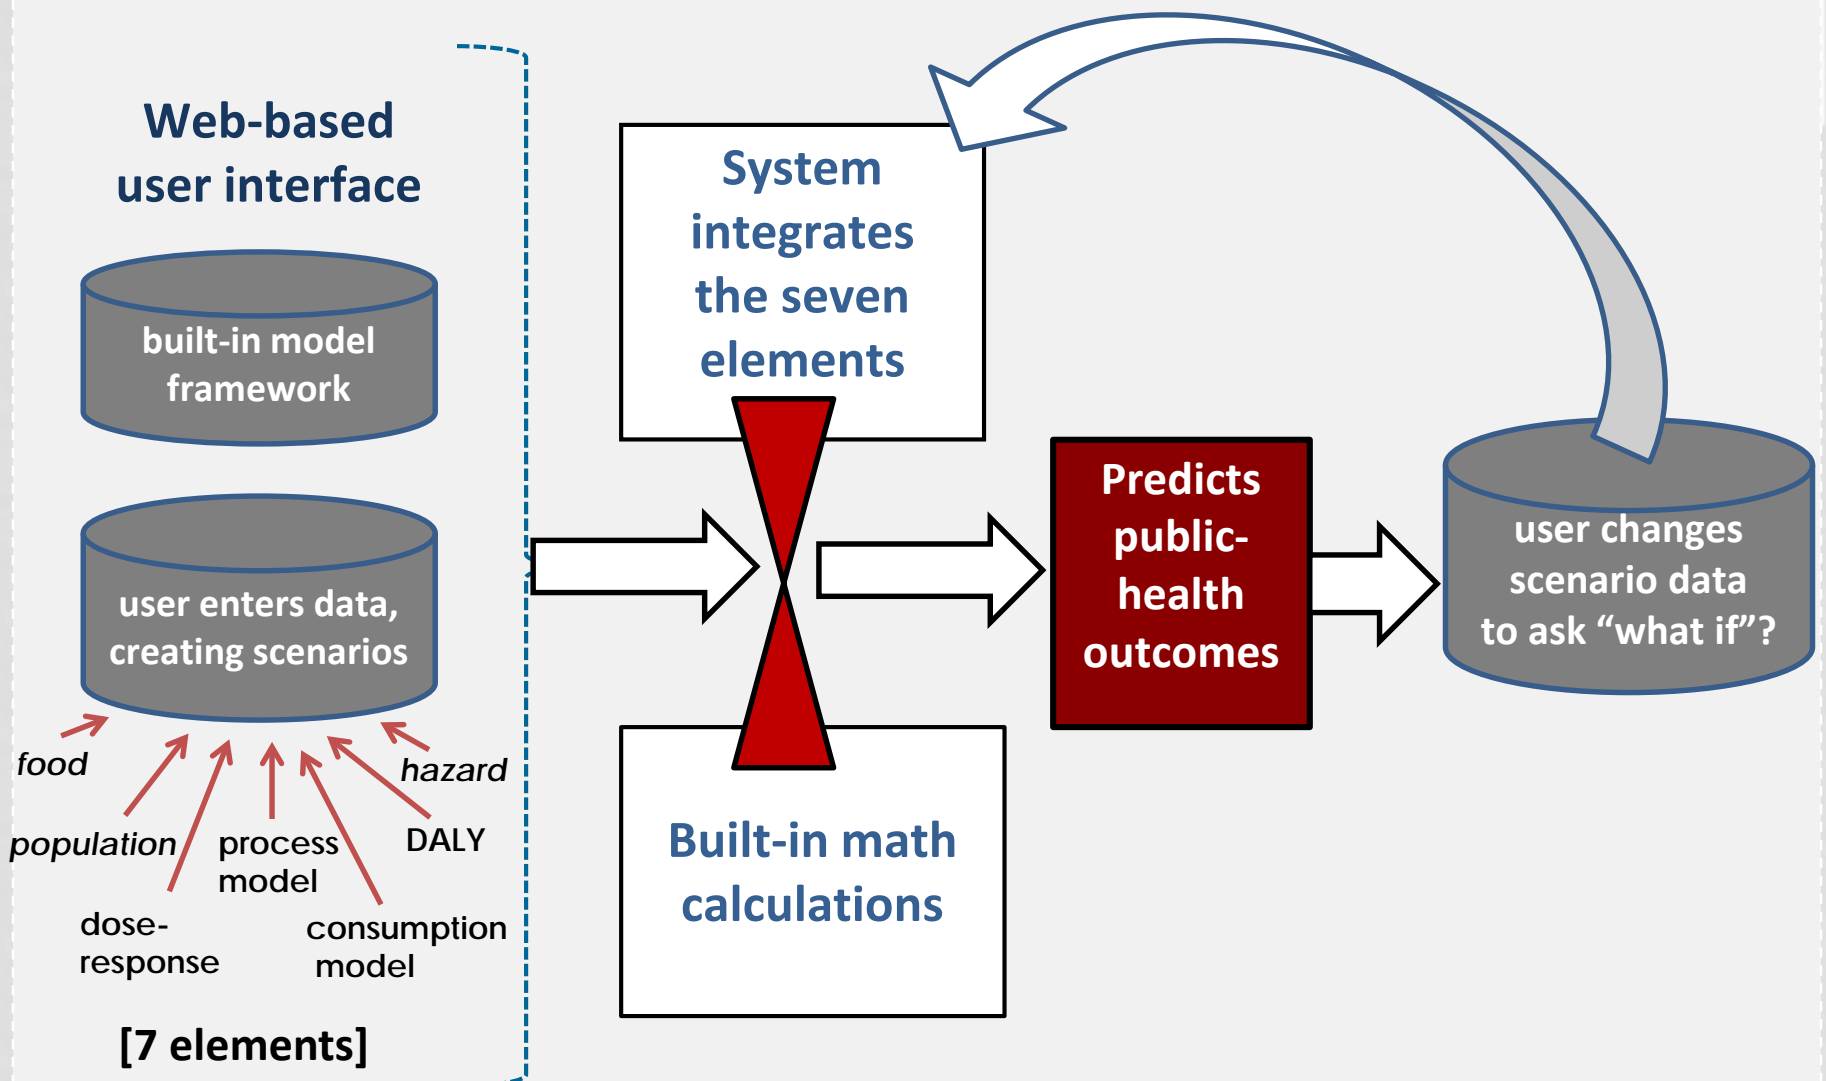 Web-based
user interface
built-in model
framework
user enters data,
creating scenarios
food
hazard
population
process
model
DALY
dose-
response
consumption
model
[7 elements]
System
integrates
the seven
elements
Built-in math
calculations
Predicts
public-
health
outcomes
user changes
scenario data
to ask “what if”?